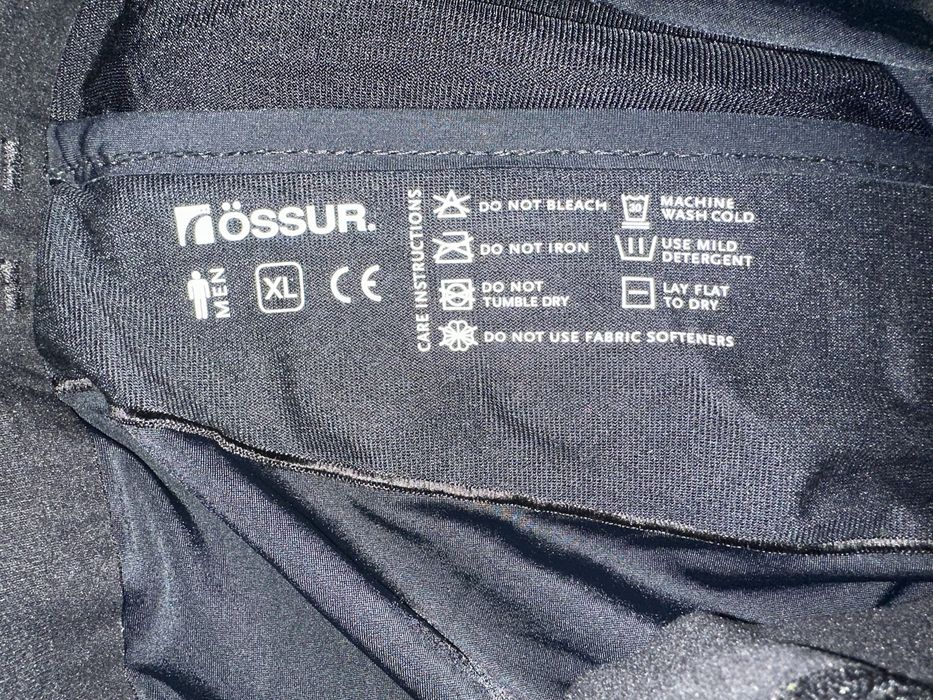 ÖSSUR.
MEN
XL
CE
CARE INSTRUCTIONS
DO NOT BLEACH
DO NOT IRON
DO NOT
TUMBLE DRY
DO NOT USE FABRIC SOFTENERS
30
MACHINE
WASH COLD
USE MILD
DETERGENT
LAY FLAT
TO DRY